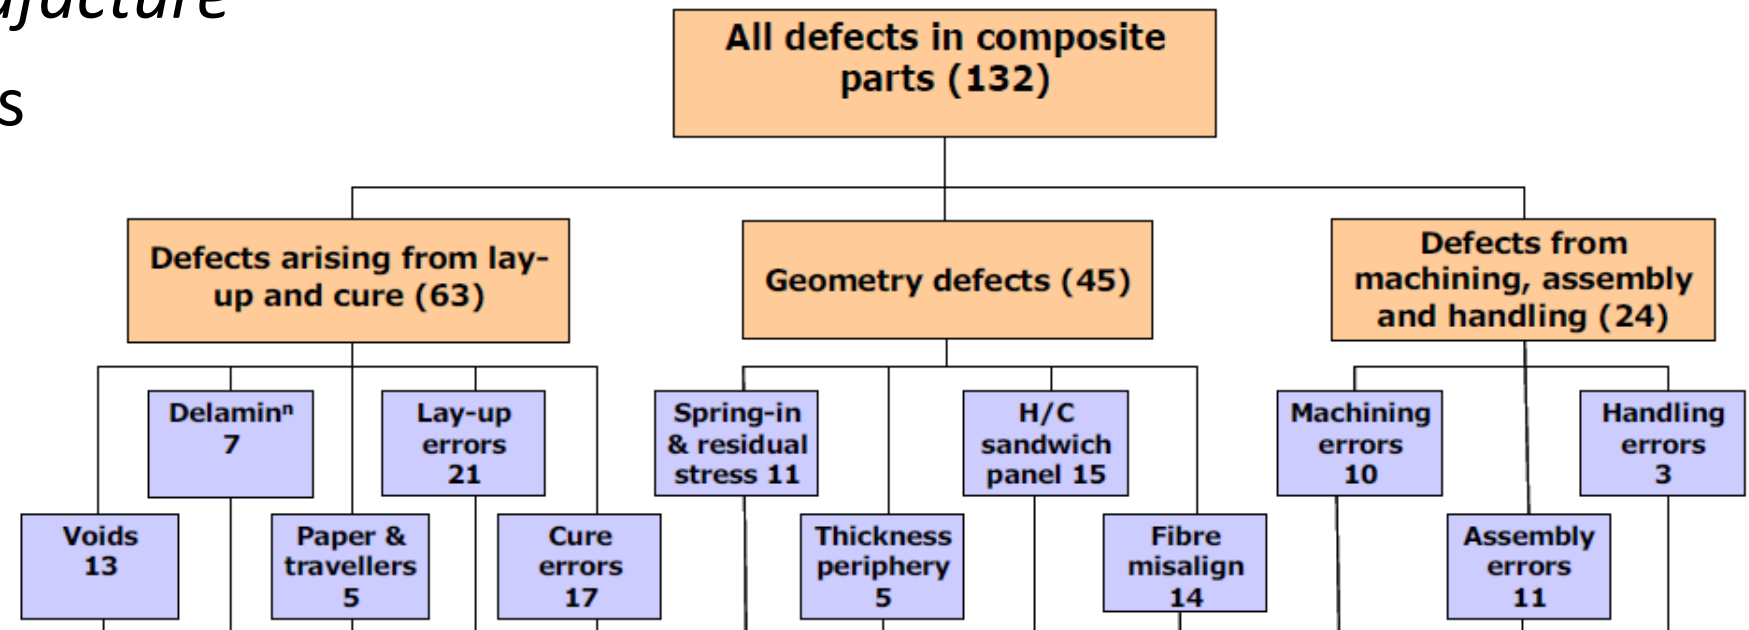 ufacture
s
All defects in composite
parts (132)
Defects arising from lay-
up and cure (63)
Geometry defects (45)
Defects from
machining, assembly
and handling (24)
Delaminⁿ
7
Lay-up
errors
21
Spring-in
& residual
stress 11
H/C
sandwich
panel 15
Machining
errors
10
Handling
errors
3
Voids
13
Paper &
travellers
5
Cure
errors
17
Thickness
periphery
5
Fibre
misalign
14
Assembly
errors
11